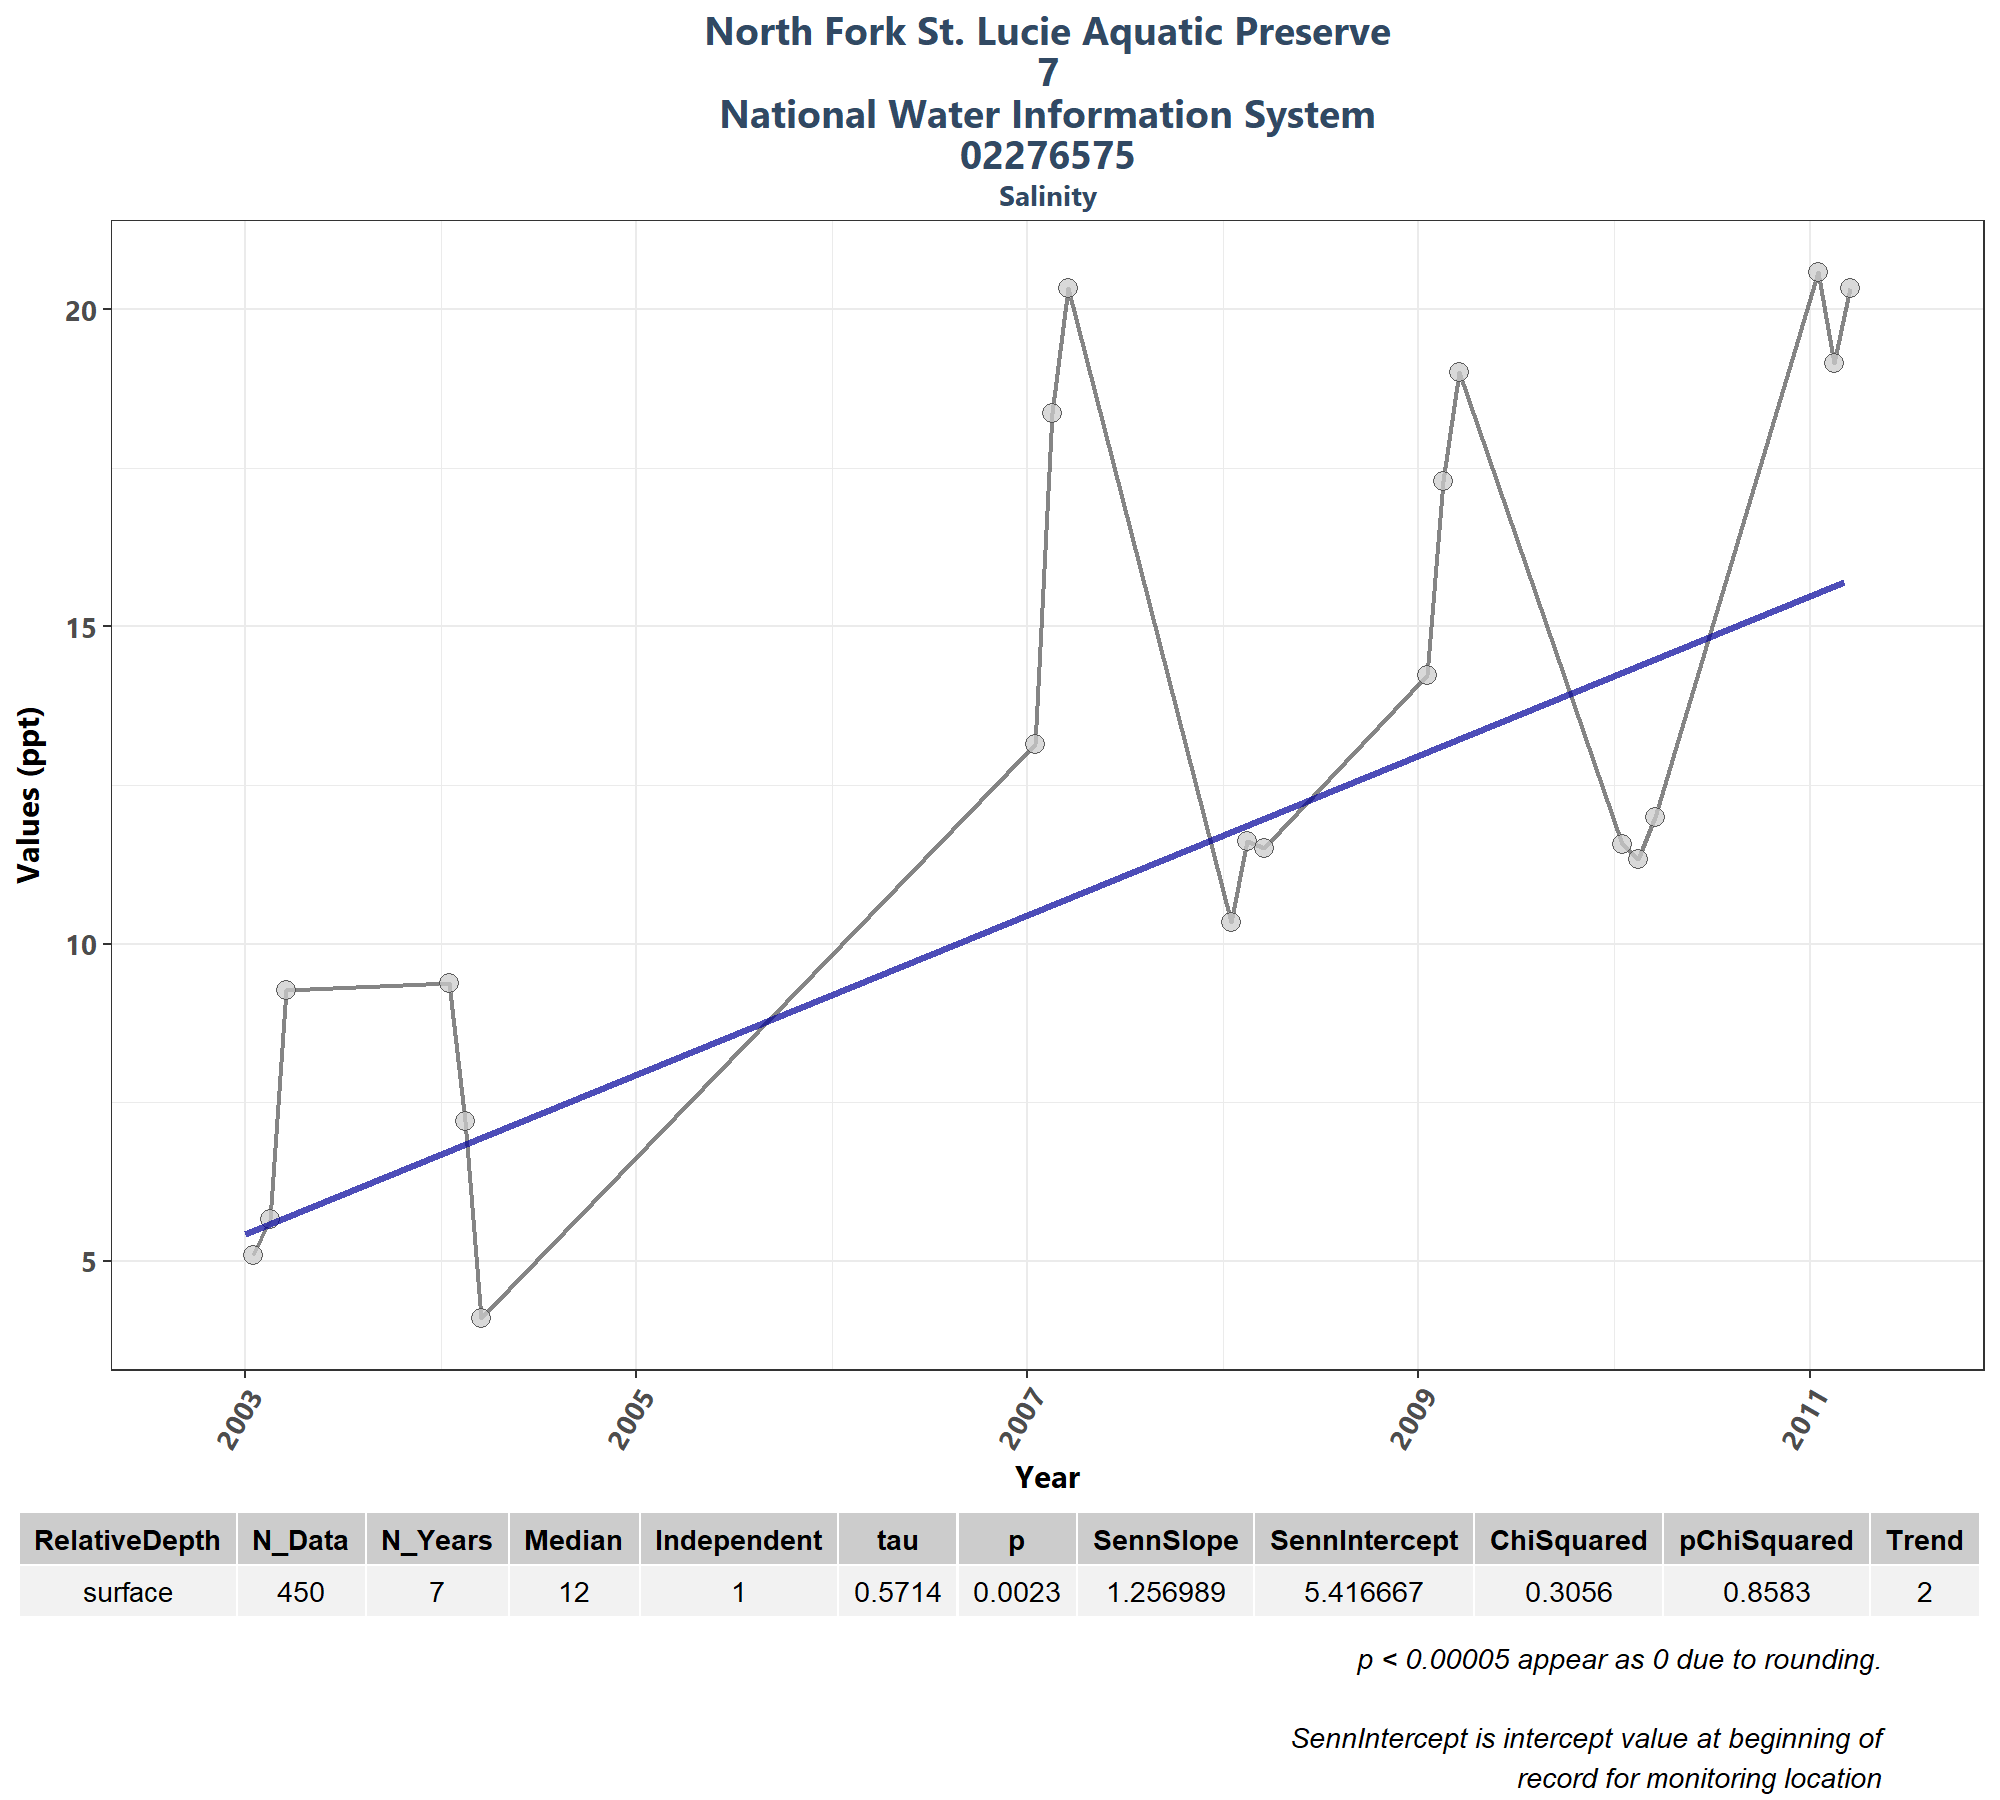 North Fork St. Lucie Aquatic Preserve
7
National Water Information System
02276575
Salinity
20
15
10
5
Values (ppt)
2003 2005 2007 2009 2011
Year
RelativeDepth N_Data N_Years Median Independent tau p SennSlope SennIntercept ChiSquared pChiSquared Trend
surface 450 7 12 1 0.5714 0.0023 1.256989 5.416667 0.3056 0.8583 2
p < 0.00005 appear as 0 due to rounding.
SennIntercept is intercept value at beginning of
record for monitoring location